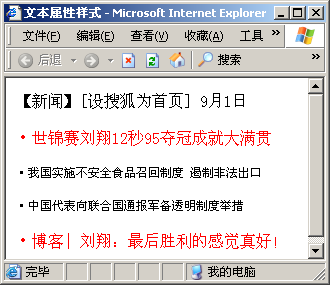 文本属性样式 - Microsoft Internet Explorer
文件(F) 编辑(E) 查看(V) 收藏(A) 工具 »
后退 搜索 »
【新闻】 [设搜狐为首页] 9月1日
· 世锦赛刘翔12秒95夺冠成就大满贯
· 我国实施不安全食品召回制度 遏制非法出口
· 中国代表向联合国通报军备透明制度举措
· 博客| 刘翔：最后胜利的感觉真好!
完毕 我的电脑